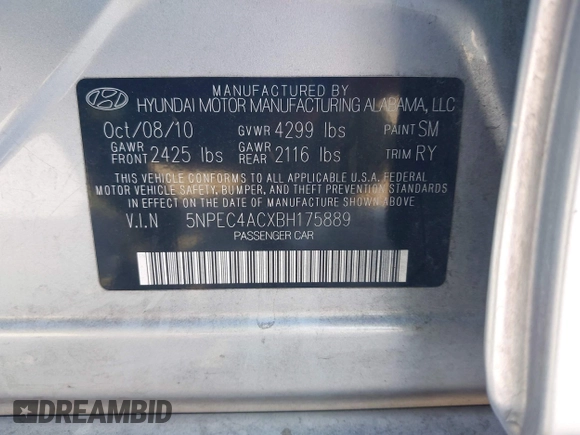 MANUFACTURED BY
HYUNDAI MOTOR MANUFACTURING ALABAMA, LLC
Oct/08/10 GVWR 4299 lbs PAINT SM
GAWR FRONT 2425 lbs GAWR REAR 2116 lbs TRIM RY
THIS VEHICLE CONFORMS TO ALL APPLICABLE U.S.A. FEDERAL
MOTOR VEHICLE SAFETY, BUMPER, AND THEFT PREVENTION STANDARDS
IN EFFECT ON THE DATE OF MANUFACTURE SHOWN ABOVE
V.I.N 5NPEC4ACXBH175889
PASSENGER CAR
DREAMBID